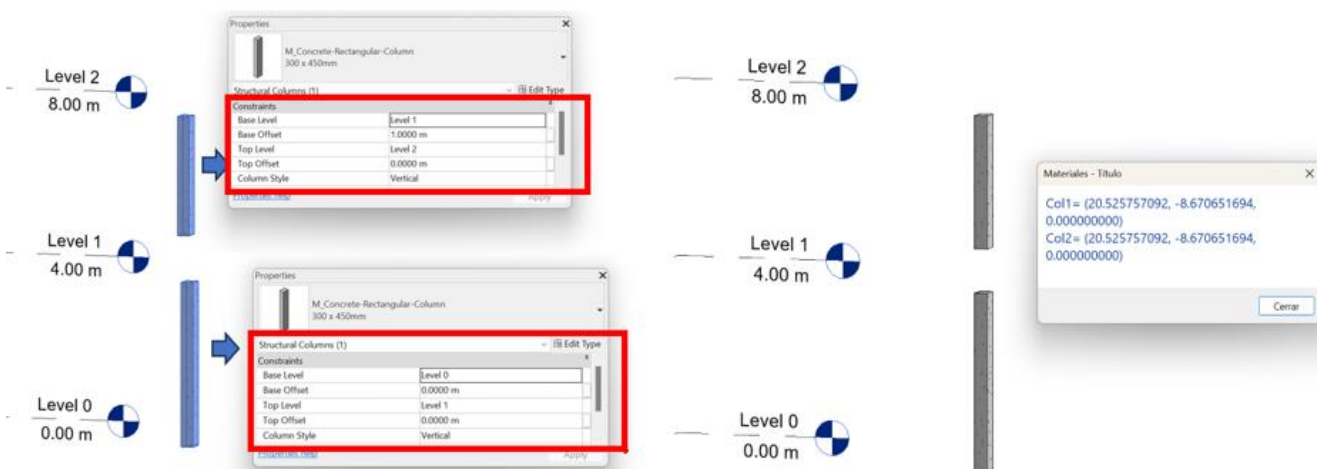 Properties
M_Concrete-Rectangular-Column
300 x 450mm
Structural Columns (1)
Edit Type
Constraints
Base Level Level 1
Base Offset 1.0000 m
Top Level Level 2
Top Offset 0.0000 m
Column Style Vertical
Properties help
Apply
Level 2
8.00 m
Level 1
4.00 m
Level 0
0.00 m
Properties
M_Concrete-Rectangular-Column
300 x 450mm
Structural Columns (1)
Edit Type
Constraints
Base Level Level 0
Base Offset 0.0000 m
Top Level Level 1
Top Offset 0.0000 m
Column Style Vertical
Properties help
Apply
Level 2
8.00 m
Level 1
4.00 m
Level 0
0.00 m
Materiales - Título
Col1= (20.525757092, -8.670651694,
0.000000000)
Col2= (20.525757092, -8.670651694,
0.000000000)
Cerrar